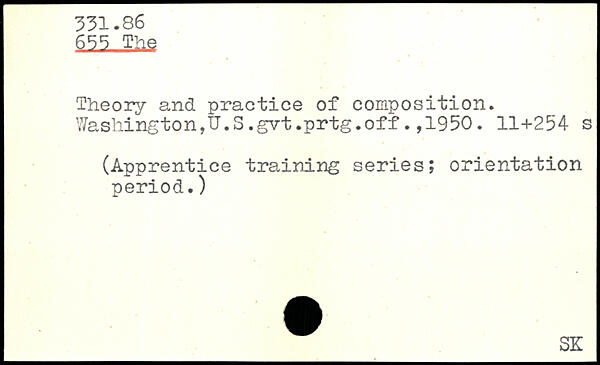 331.86
655 The
Theory and practice of composition.
Washington,U.S.gvt.prtg.off.,1950. 11+254 s
(Apprentice training series; orientation
period.)
SK